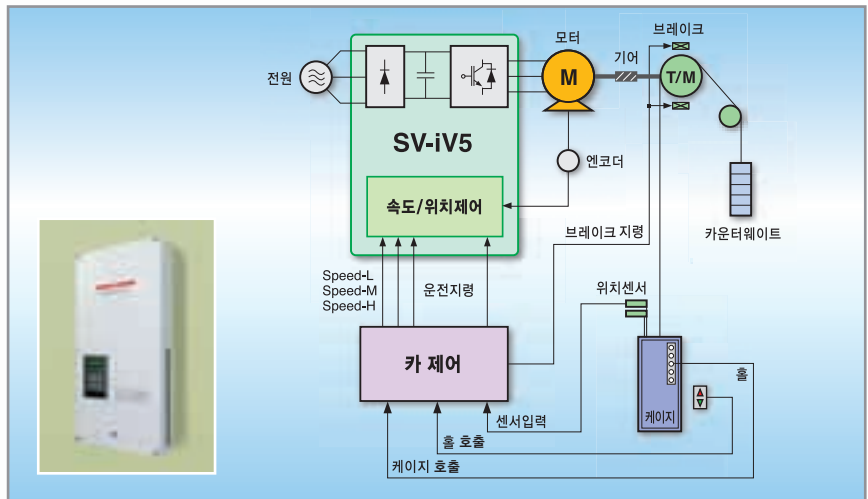 브레이크
모터
기어
전원
M
T/M
SV-iV5
엔코더
속도/위치제어
브레이크 지령
카운터웨이트
Speed-L
Speed-M
Speed-H
운전지령
위치센서
카 제어
홀
케이지
센서입력
홀 호출
케이지 호출